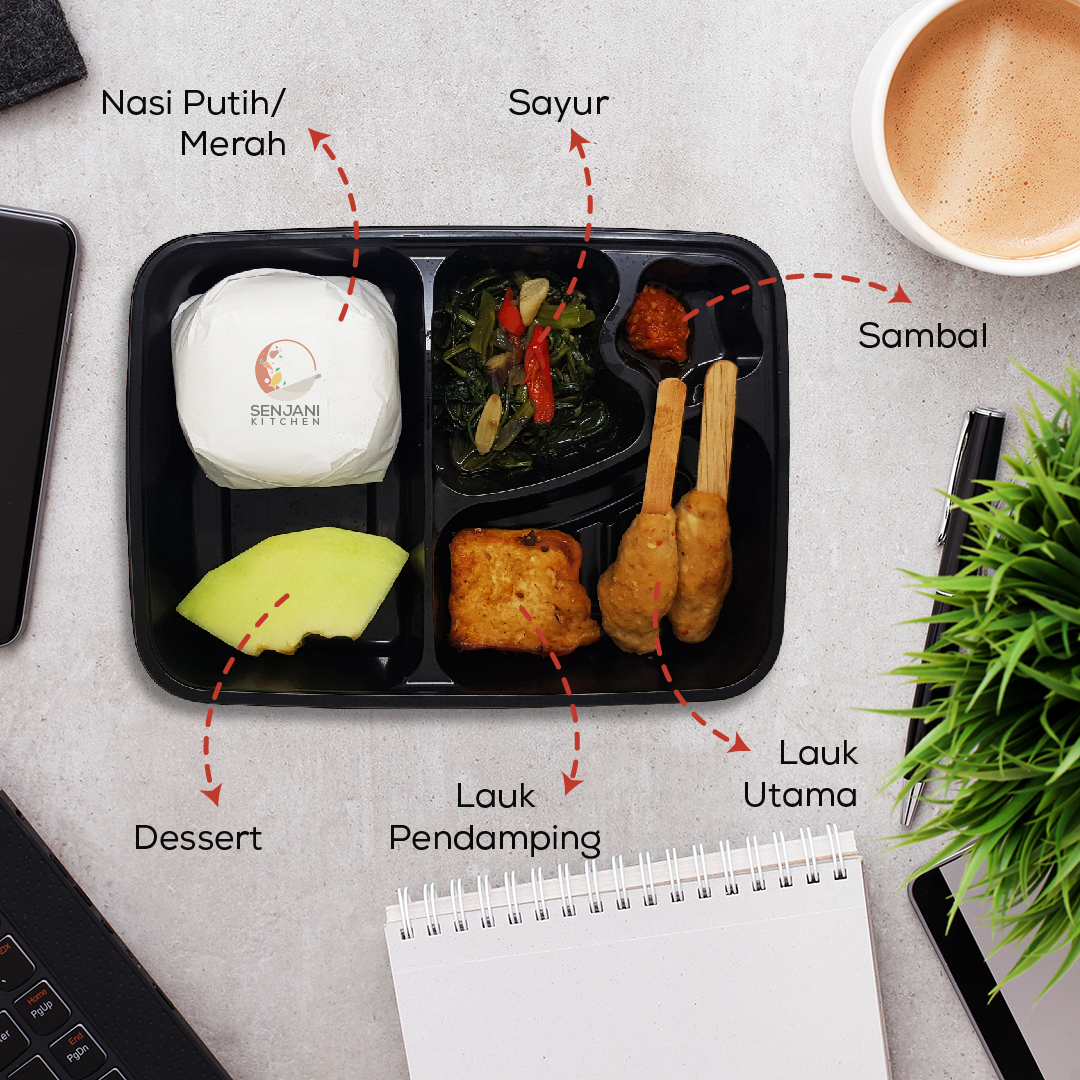 Nasi Putih/
Merah
Sayur
Sambal
SENJANI
KITCHEN
Lauk
Utama
Lauk
Pendamping
Dessert
Home
PgUp
End
PgDn